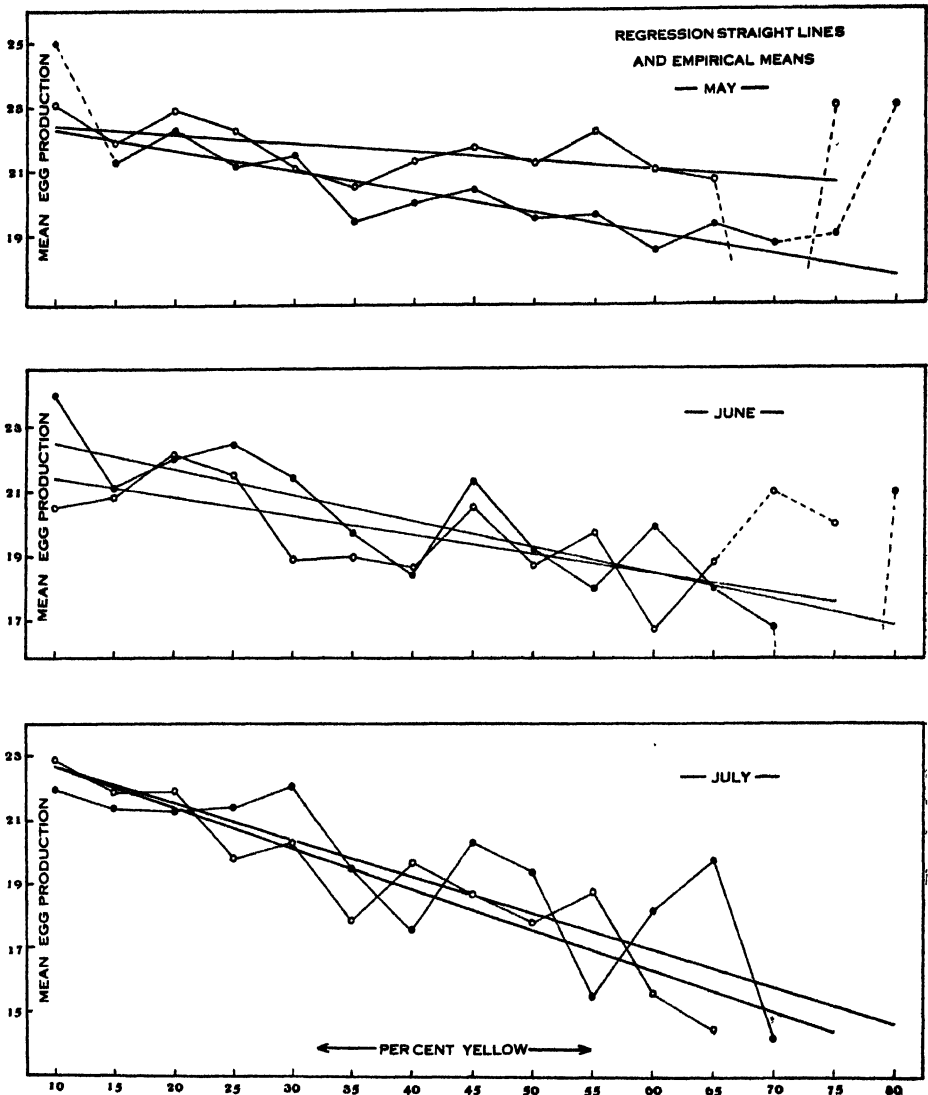 REGRESSION STRAIGHT LINES
AND EMPIRICAL MEANS
— MAY —
MEAN EGG PRODUCTION
25
23
21
19
— JUNE —
MEAN EGG PRODUCTION
23
21
19
17
— JULY —
MEAN EGG PRODUCTION
23
21
19
17
15
PER CENT YELLOW
10 15 20 25 30 35 40 45 50 55 60 65 70 75 80